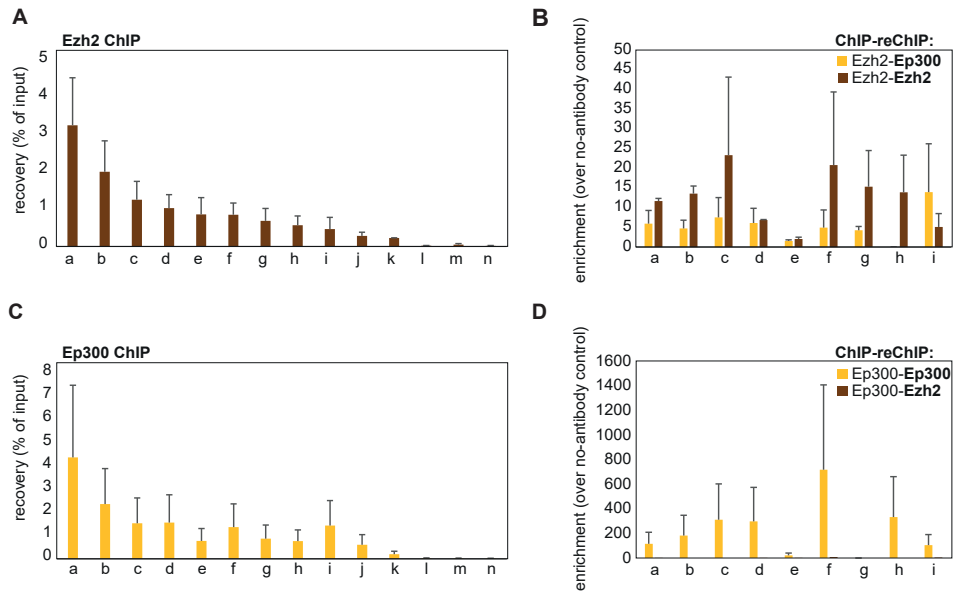 A
Ezh2 ChIP
recovery (% of input)
5
4
3
2
1
0
a b c d e f g h i j k l m n
B
ChIP-reChIP:
Ezh2-Ep300
Ezh2-Ezh2
enrichment (over no-antibody control)
50
45
40
35
30
25
20
15
10
5
0
a b c d e f g h i
C
Ep300 ChIP
recovery (% of input)
8
7
6
5
4
3
2
1
0
a b c d e f g h i j k l m n
D
ChIP-reChIP:
Ep300-Ep300
Ep300-Ezh2
enrichment (over no-antibody control)
1600
1400
1200
1000
800
600
400
200
0
a b c d e f g h i